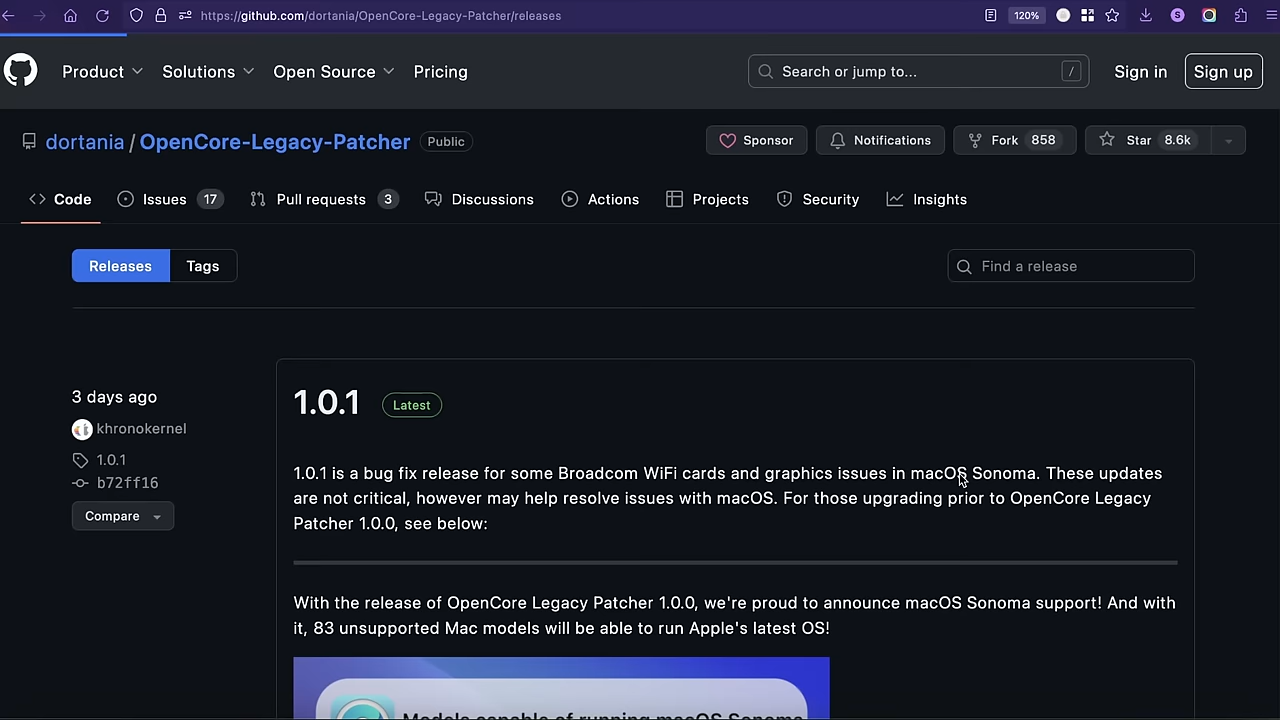 https://github.com/dortania/OpenCore-Legacy-Patcher/releases
120%
S
Product
Solutions
Open Source
Pricing
Search or jump to...
/
Sign in
Sign up
dortania / OpenCore-Legacy-Patcher
Public
Sponsor
Notifications
Fork 858
Star 8.6k
Code
Issues 17
Pull requests 3
Discussions
Actions
Projects
Security
Insights
Releases
Tags
Find a release
3 days ago
khronokernel
1.0.1
b72ff16
Compare
1.0.1 Latest
1.0.1 is a bug fix release for some Broadcom WiFi cards and graphics issues in macOS Sonoma. These updates
are not critical, however may help resolve issues with macOS. For those upgrading prior to OpenCore Legacy
Patcher 1.0.0, see below:
With the release of OpenCore Legacy Patcher 1.0.0, we're proud to announce macOS Sonoma support! And with
it, 83 unsupported Mac models will be able to run Apple's latest OS!
Models capable of running macOS Sonoma